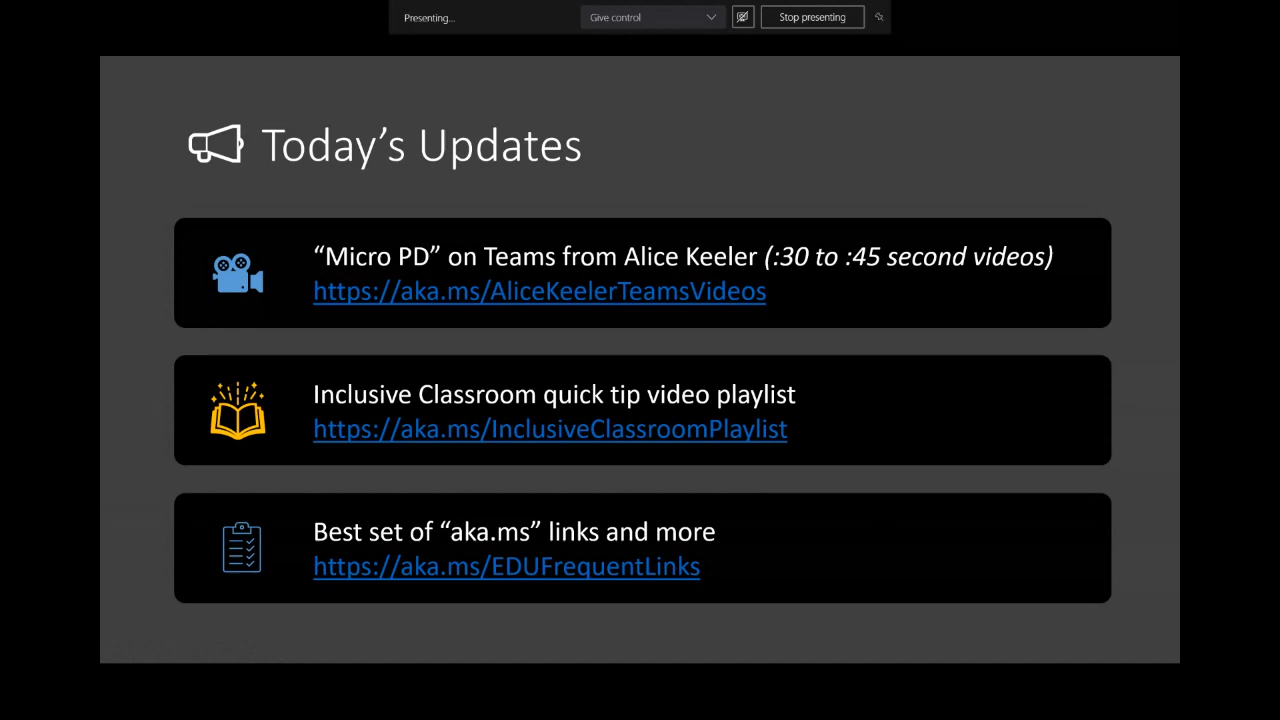 Presenting...
Give control
Stop presenting
Today’s Updates
“Micro PD” on Teams from Alice Keeler (:30 to :45 second videos)
https://aka.ms/AliceKeelerTeamsVideos
Inclusive Classroom quick tip video playlist
https://aka.ms/InclusiveClassroomPlaylist
Best set of “aka.ms” links and more
https://aka.ms/EDUFrequentLinks